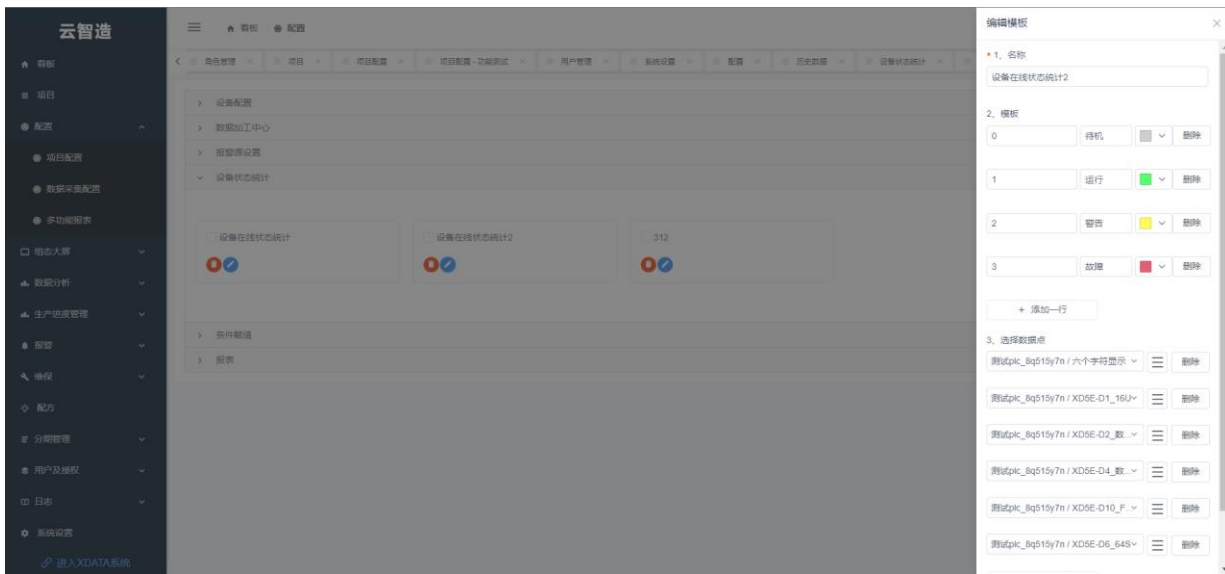 云智造
看板
项目
配置
项目配置
数据采集配置
多功能报表
组态大屏
数据分析
生产进度管理
报警
维保
配方
分期管理
用户及授权
日志
系统设置
进入XDATA系统
看板 配置
角色管理 × 项目 × 项目配置 × 项目配置-功能测试 × 用户管理 × 系统设置 × 配置 × 历史数据 × 设备状态统计 ×
设备配置
数据加工中心
报警源设置
设备状态统计
设备在线状态统计 设备在线状态统计2 312
条件赋值
报表
编辑模板
* 1、名称
设备在线状态统计2
2、模板
0 待机 删除
1 运行 删除
2 警告 删除
3 故障 删除
+ 添加一行
3、选择数据点
测试plc_8q515y7n / 六个字符显示 删除
测试plc_8q515y7n / XD5E-D1_16U 删除
测试plc_8q515y7n / XD5E-D2_数... 删除
测试plc_8q515y7n / XD5E-D4_数... 删除
测试plc_8q515y7n / XD5E-D10_F... 删除
测试plc_8q515y7n / XD5E-D6_64S 删除